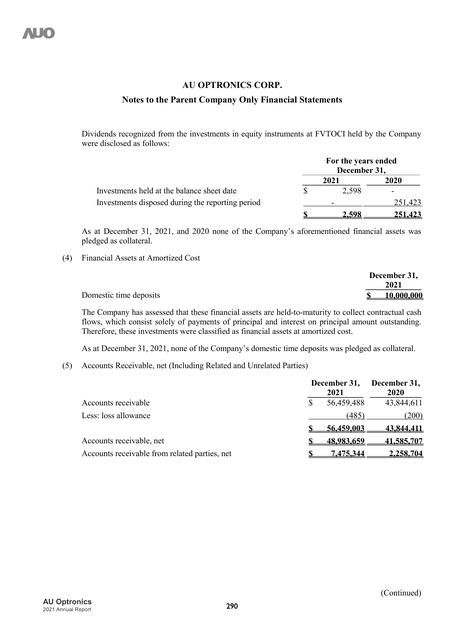 AUO
AU OPTRONICS CORP.
Notes to the Parent Company Only Financial Statements
Dividends recognized from the investments in equity instruments at FVTOCI held by the Company
were disclosed as follows:
For the years ended
December 31,
2021 2020
Investments held at the balance sheet date $ 2,598 -
Investments disposed during the reporting period - 251,423
$ 2,598 251,423
As at December 31, 2021, and 2020 none of the Company's aforementioned financial assets was
pledged as collateral.
(4) Financial Assets at Amortized Cost
December 31,
2021
Domestic time deposits $ 10,000,000
The Company has assessed that these financial assets are held-to-maturity to collect contractual cash
flows, which consist solely of payments of principal and interest on principal amount outstanding.
Therefore, these investments were classified as financial assets at amortized cost.
As at December 31, 2021, none of the Company's domestic time deposits was pledged as collateral.
(5) Accounts Receivable, net (Including Related and Unrelated Parties)
December 31, December 31,
2021 2020
Accounts receivable $ 56,459,488 43,844,611
Less: loss allowance (485) (200)
$ 56,459,003 43,844,411
Accounts receivable, net $ 48,983,659 41,585,707
Accounts receivable from related parties, net $ 7,475,344 2,258,704
(Continued)
AU Optronics
2021 Annual Report
290